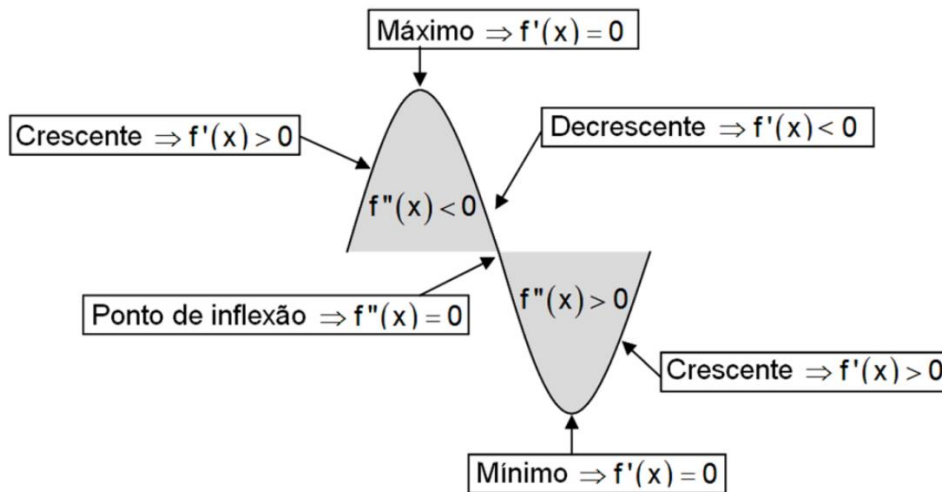 Máximo ⇒ f'(x) = 0
Crescente ⇒ f'(x) > 0
Decrescente ⇒ f'(x) < 0
f"(x) < 0
Ponto de inflexão ⇒ f"(x) = 0
f"(x) > 0
Crescente ⇒ f'(x) > 0
Mínimo ⇒ f'(x) = 0